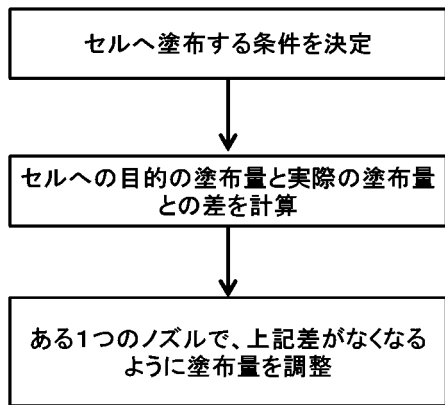 セルへ塗布する条件を決定
セルへの目的の塗布量と実際の塗布量
との差を計算
ある１つのノズルで、上記差がなくなる
ように塗布量を調整